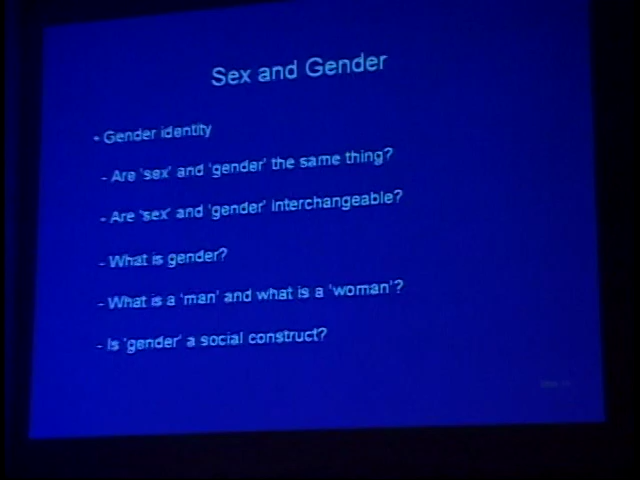 Sex and Gender
- Gender identity
- Are 'sex' and 'gender' the same thing?
- Are 'sex' and 'gender' interchangeable?
- What is gender?
- What is a 'man' and what is a 'woman'?
- Is 'gender' a social construct?